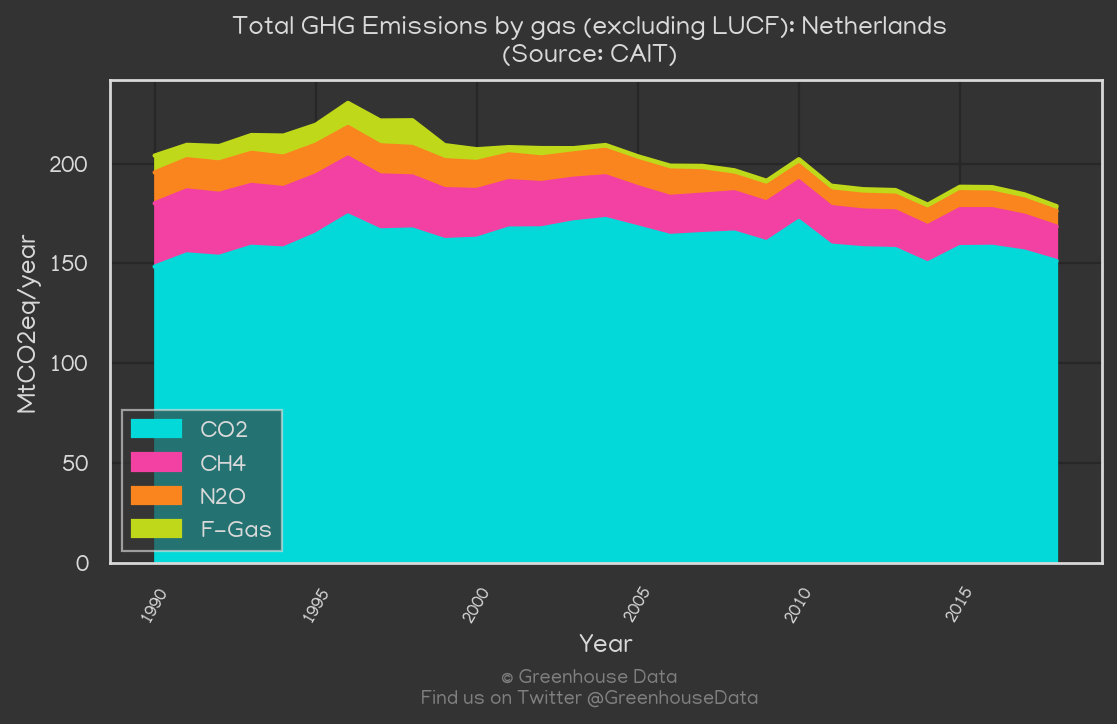 Total GHG Emissions by gas (excluding LUCF): Netherlands
(Source: CAIT)
MtCO2eq/year
200
150
100
50
0
CO2
CH4
N2O
F-Gas
1990
1995
2000
2005
2010
2015
Year
© Greenhouse Data
Find us on Twitter @GreenhouseData